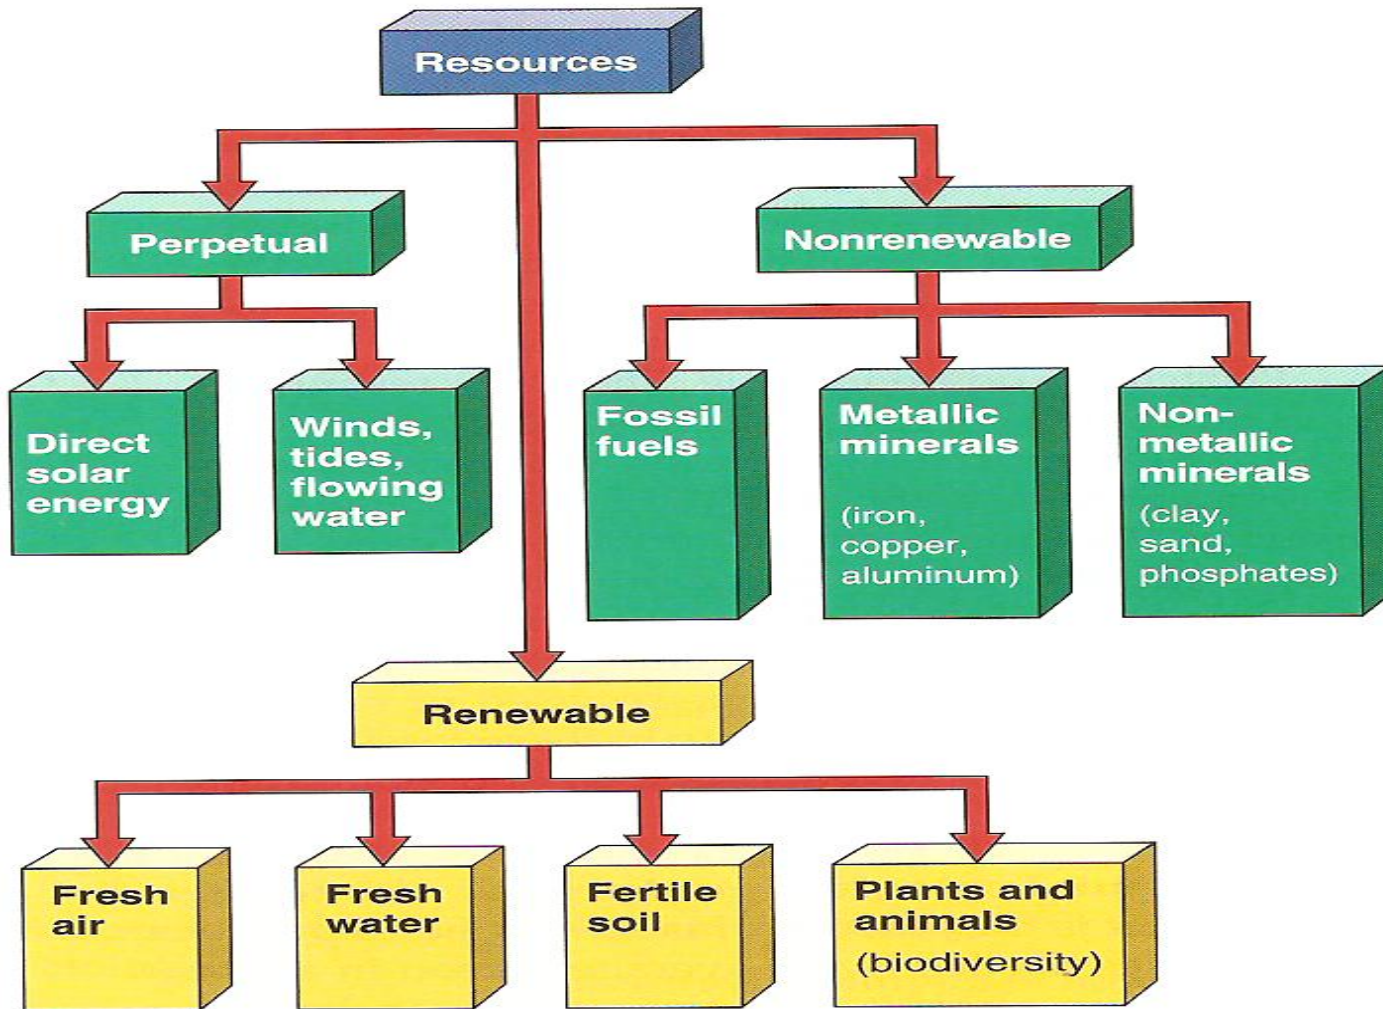 Resources
Perpetual
Nonrenewable
Direct
solar
energy
Winds,
tides,
flowing
water
Fossil
fuels
Metallic
minerals
(iron,
copper,
aluminum)
Non-
metallic
minerals
(clay,
sand,
phosphates)
Renewable
Fresh
air
Fresh
water
Fertile
soil
Plants and
animals
(biodiversity)